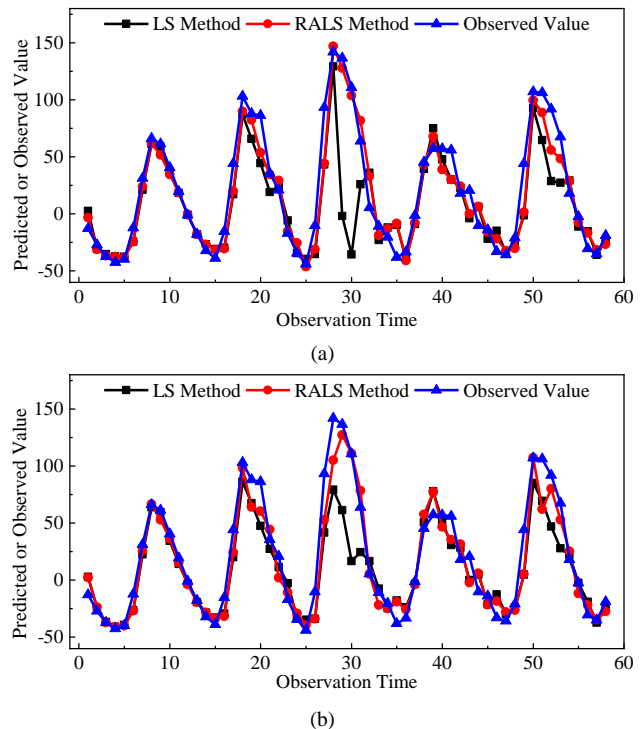 LS Method RALS Method Observed Value
150
100
50
0
-50
Predicted or Observed Value
0 10 20 30 40 50 60
Observation Time
(a)
LS Method RALS Method Observed Value
150
100
50
0
-50
Predicted or Observed Value
0 10 20 30 40 50 60
Observation Time
(b)